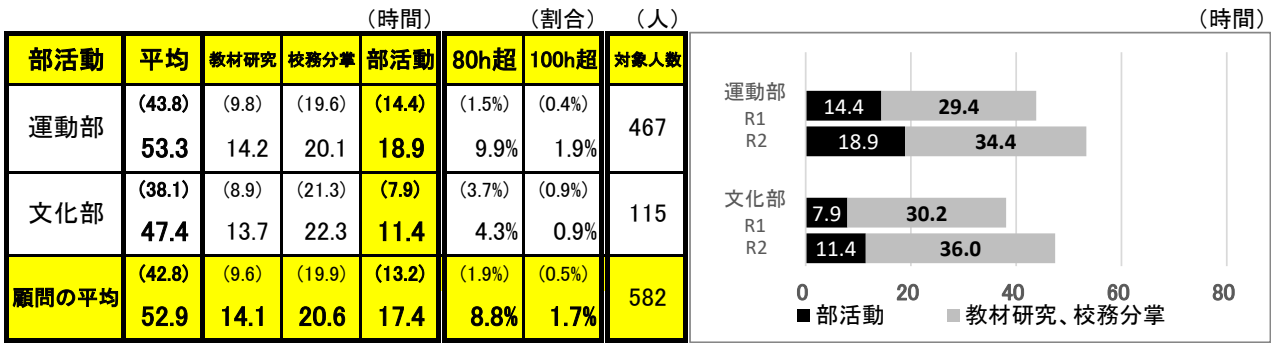 （時間） （割合） （人）
部活動 平均 教材研究 校務分掌 部活動 80h超 100h超 対象人数
運動部 (43.8) (9.8) (19.6) (14.4) (1.5%) (0.4%) 467
53.3 14.2 20.1 18.9 9.9% 1.9%
文化部 (38.1) (8.9) (21.3) (7.9) (3.7%) (0.9%) 115
47.4 13.7 22.3 11.4 4.3% 0.9%
顧問の平均 (42.8) (9.6) (19.9) (13.2) (1.9%) (0.5%) 582
52.9 14.1 20.6 17.4 8.8% 1.7%
（時間）
運動部
R1 14.4 29.4
R2 18.9 34.4
文化部
R1 7.9 30.2
R2 11.4 36.0
0 20 40 60 80
■部活動 ■教材研究、校務分掌